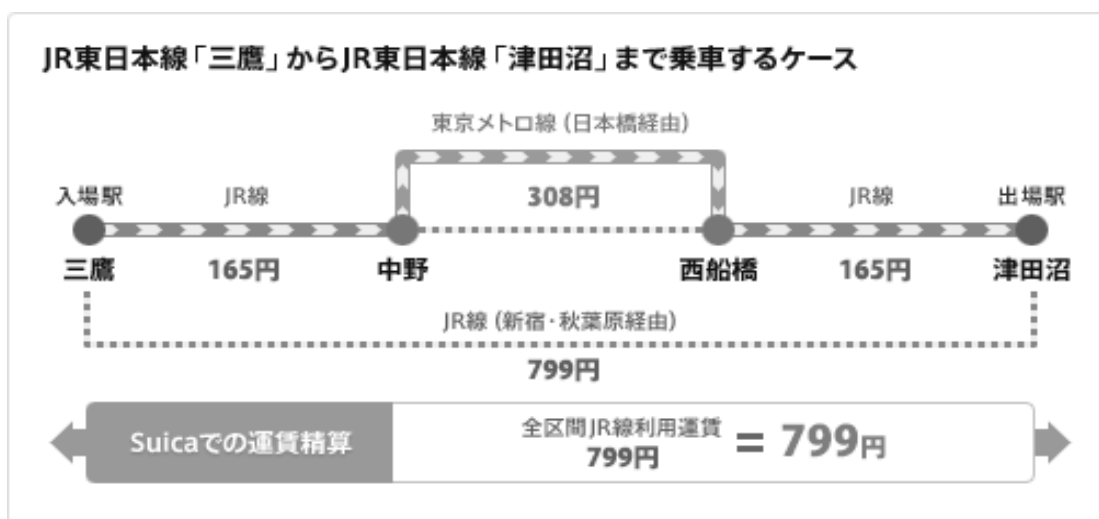 JR東日本線「三鷹」からJR東日本線「津田沼」まで乗車するケース
東京メトロ線(日本橋経由)
入場駅 JR線 308円 JR線 出場駅
三鷹 165円 中野 西船橋 165円 津田沼
JR線(新宿・秋葉原経由)
799円
Suicaでの運賃精算 全区間JR線利用運賃 799円 = 799円